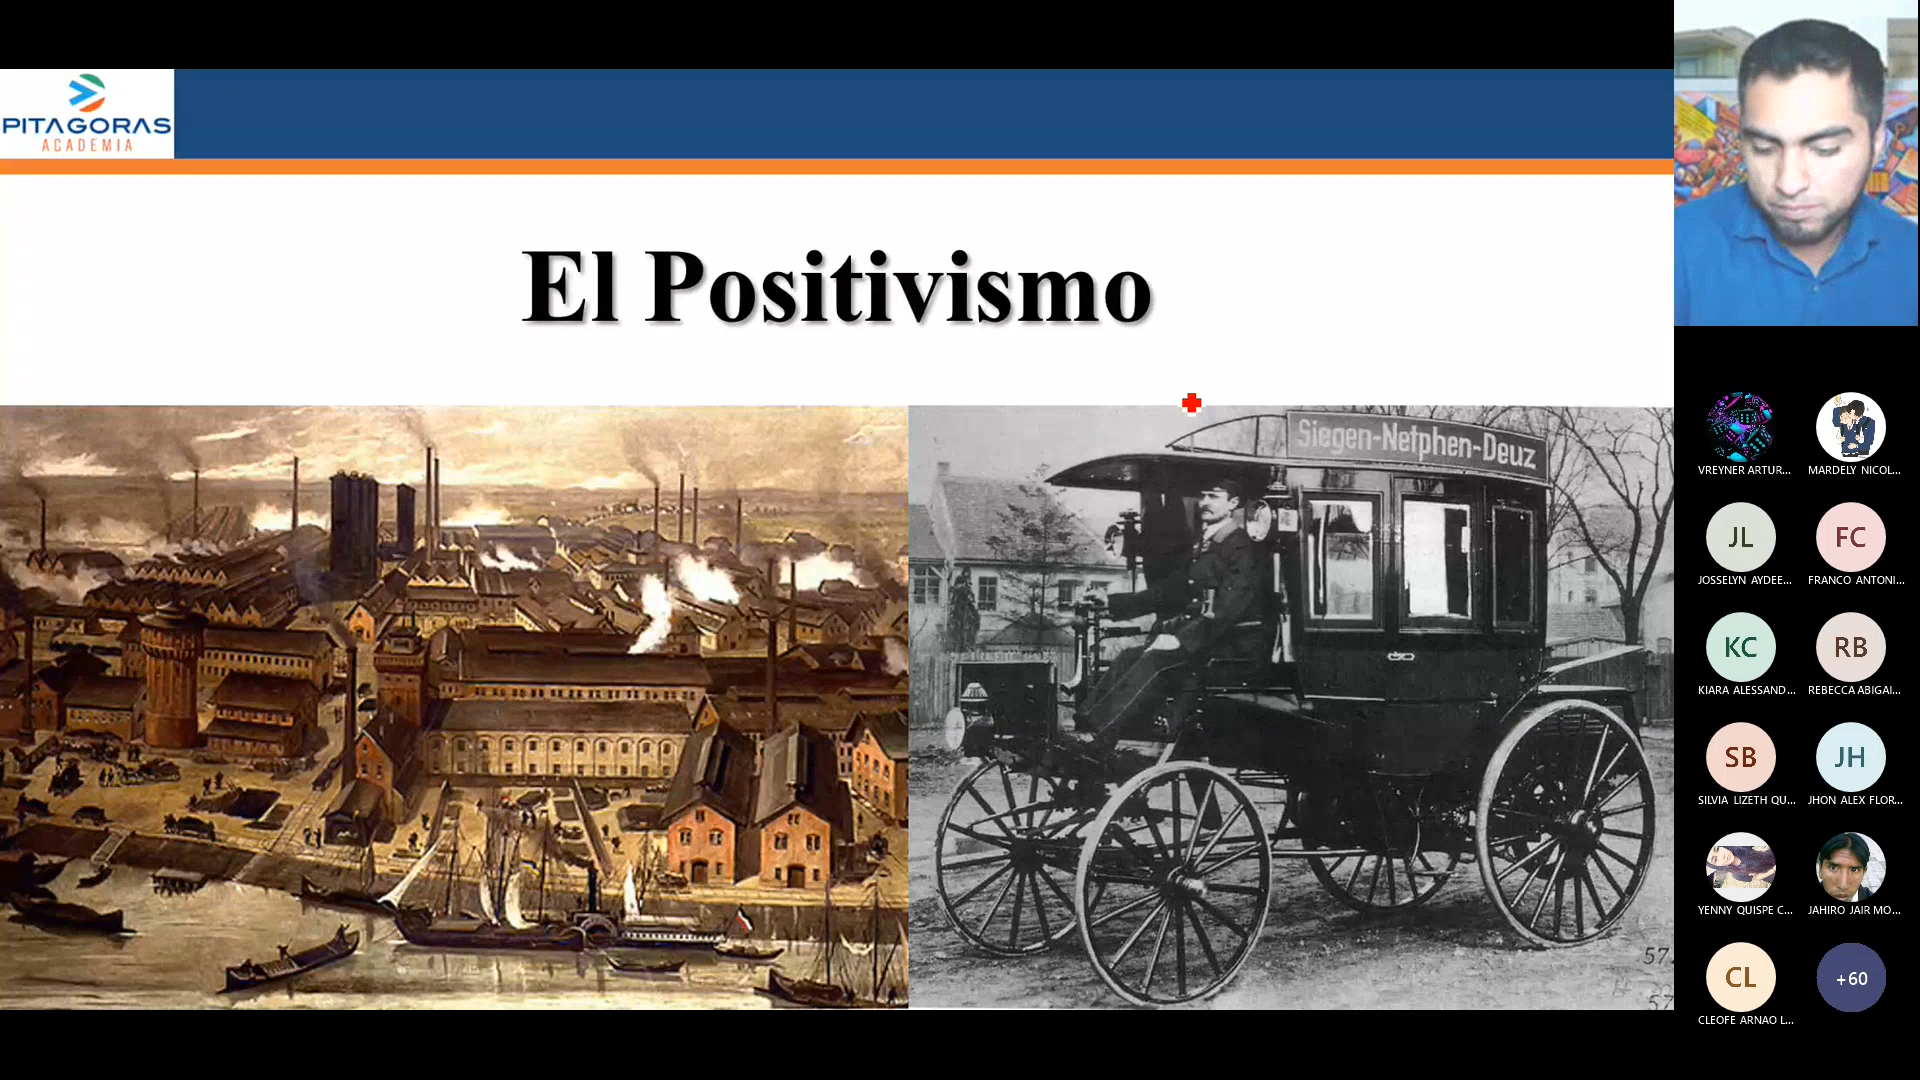 PITAGORAS
ACADEMIA
El Positivismo
Siegen-Netphen-Deuz
57
57
VREYNER ARTUR...
MARDELY NICOL...
JL
FC
JOSSELYN AYDEE...
FRANCO ANTONI...
KC
RB
KIARA ALESSAND...
REBECCA ABIGAI...
SB
JH
SILVIA LIZETH QU...
JHON ALEX FLOR...
YENNY QUISPE C...
JAHIRO JAIR MO...
CL
+60
CLEOFE ARNAO L...